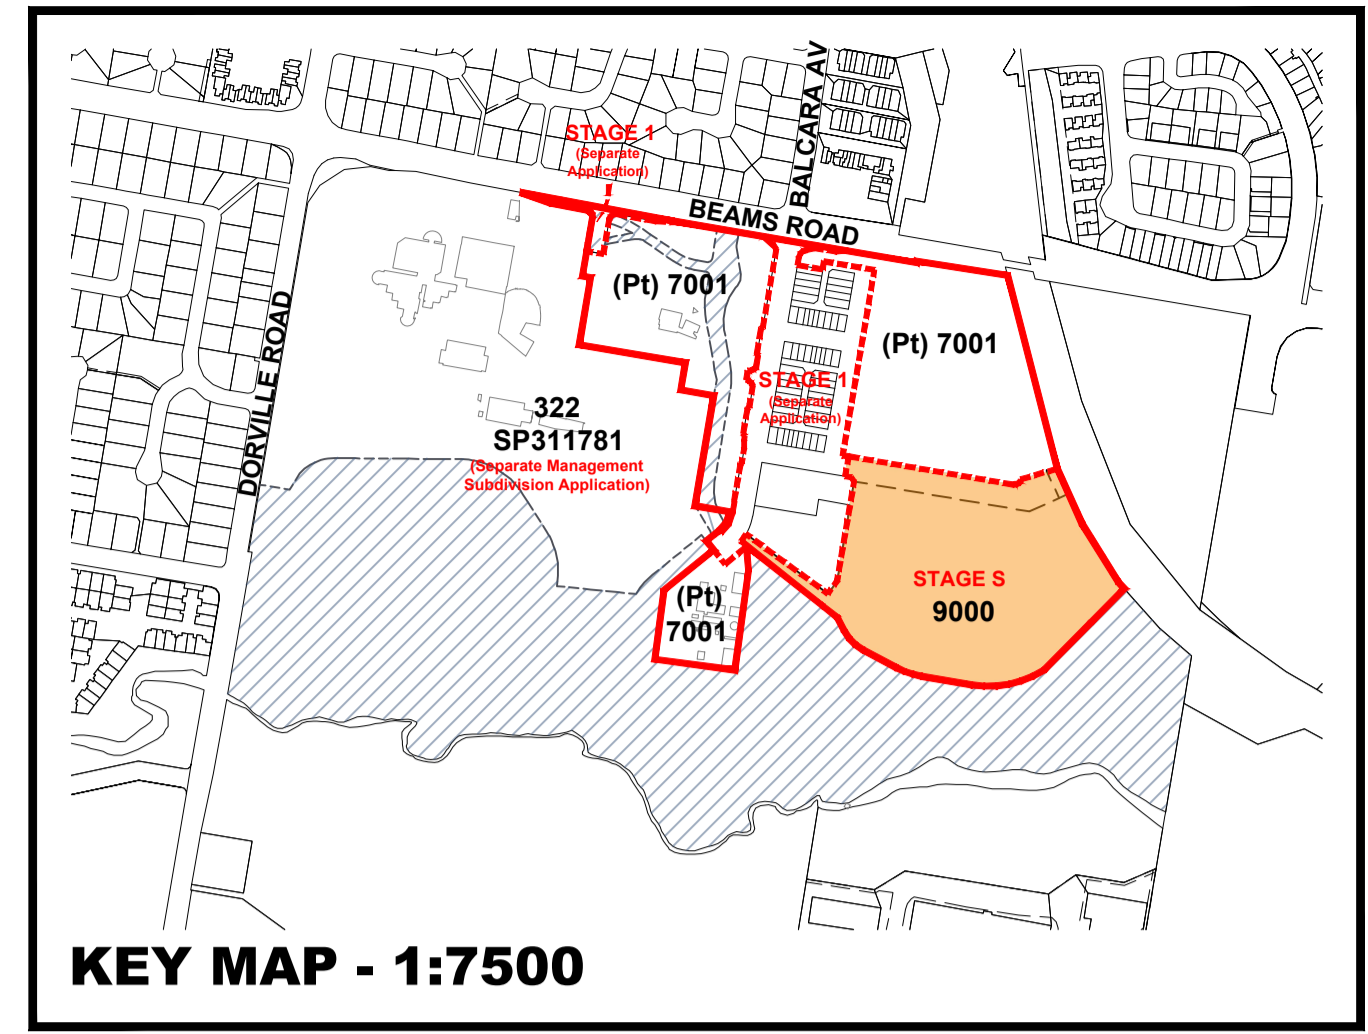 BALCARA AV
STAGE 1
(Separate
Application)
BEAMS ROAD
(Pt) 7001
(Pt) 7001
DORVILLE ROAD
STAGE 1
(Separate
Application)
322
SP311781
(Separate Management
Subdivision Application)
STAGE S
9000
(Pt)
7001
KEY MAP - 1:7500